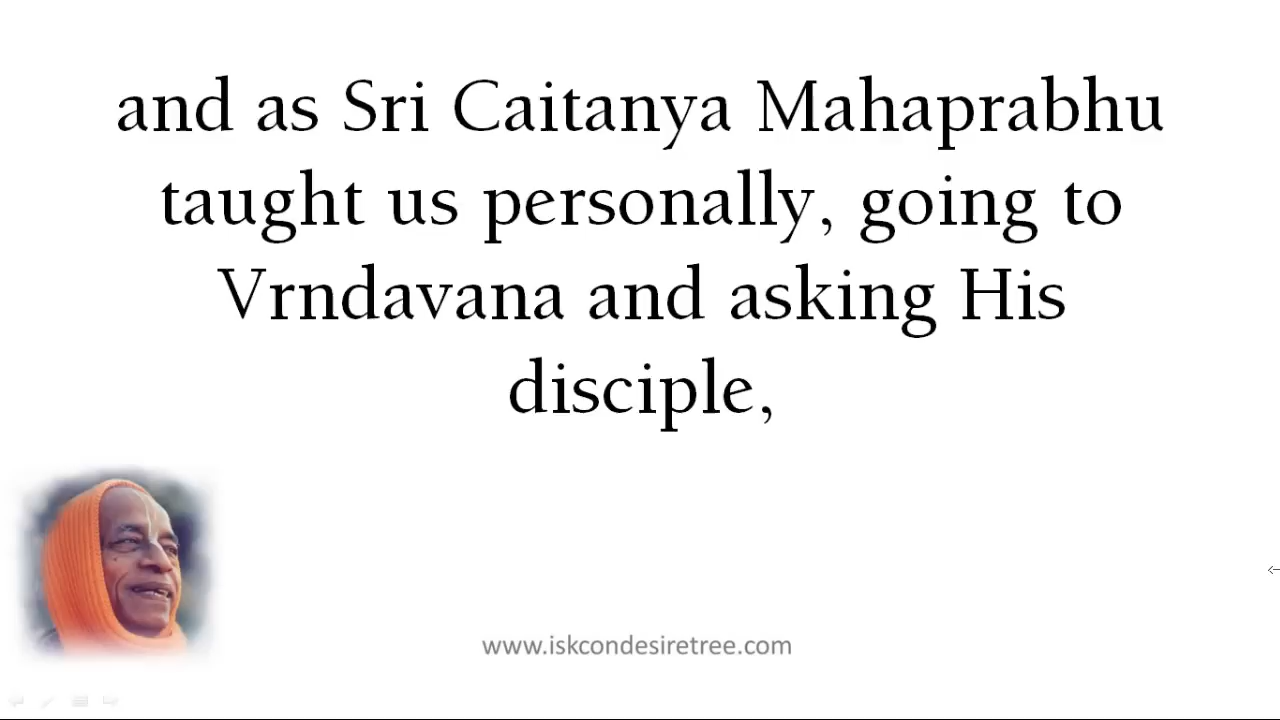 and as Sri Caitanya Mahaprabhu
taught us personally, going to
Vrndavana and asking His
disciple,
www.iskcondesiretree.com